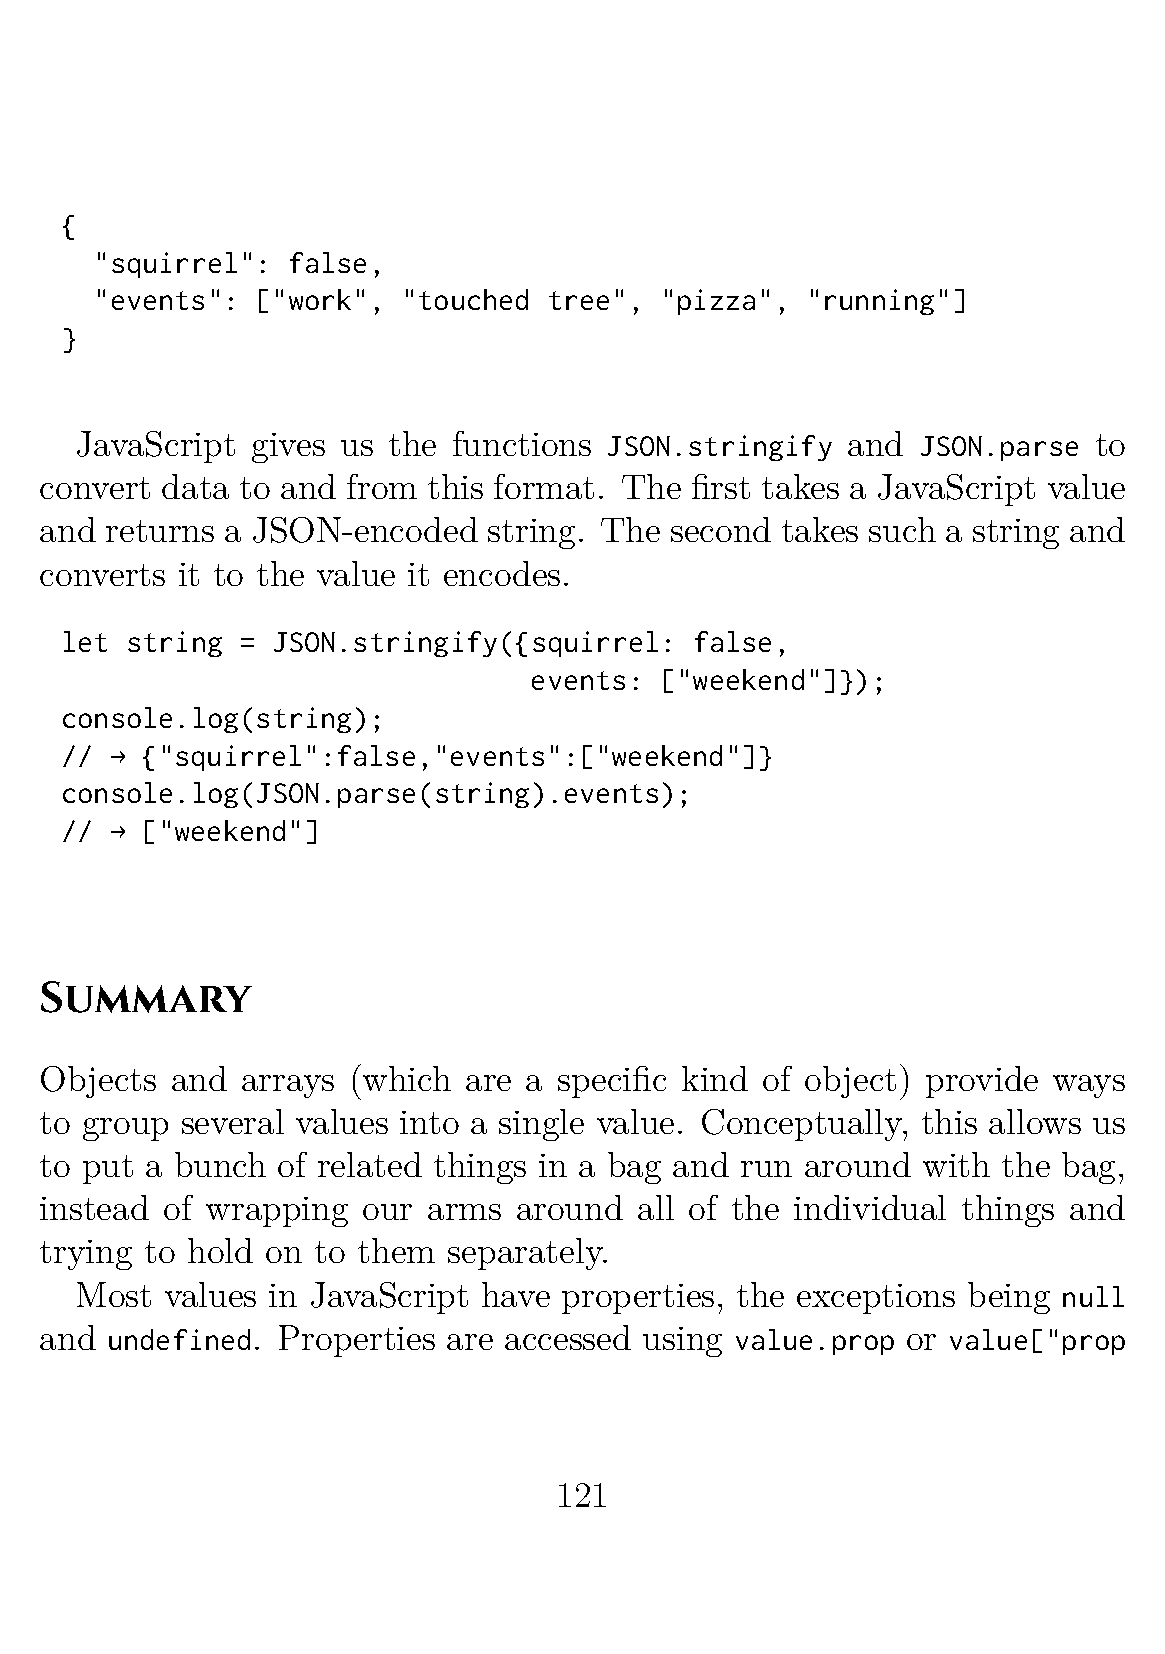 {
  "squirrel": false,
  "events": ["work", "touched tree", "pizza", "running"]
}
JavaScript gives us the functions JSON.stringify and JSON.parse to
convert data to and from this format. The first takes a JavaScript value
and returns a JSON-encoded string. The second takes such a string and
converts it to the value it encodes.
let string = JSON.stringify({squirrel: false,
                             events: ["weekend"]});
console.log(string);
// → {"squirrel":false,"events":["weekend"]}
console.log(JSON.parse(string).events);
// → ["weekend"]
SUMMARY
Objects and arrays (which are a specific kind of object) provide ways
to group several values into a single value. Conceptually, this allows us
to put a bunch of related things in a bag and run around with the bag,
instead of wrapping our arms around all of the individual things and
trying to hold on to them separately.
Most values in JavaScript have properties, the exceptions being null
and undefined. Properties are accessed using value.prop or value["prop
121